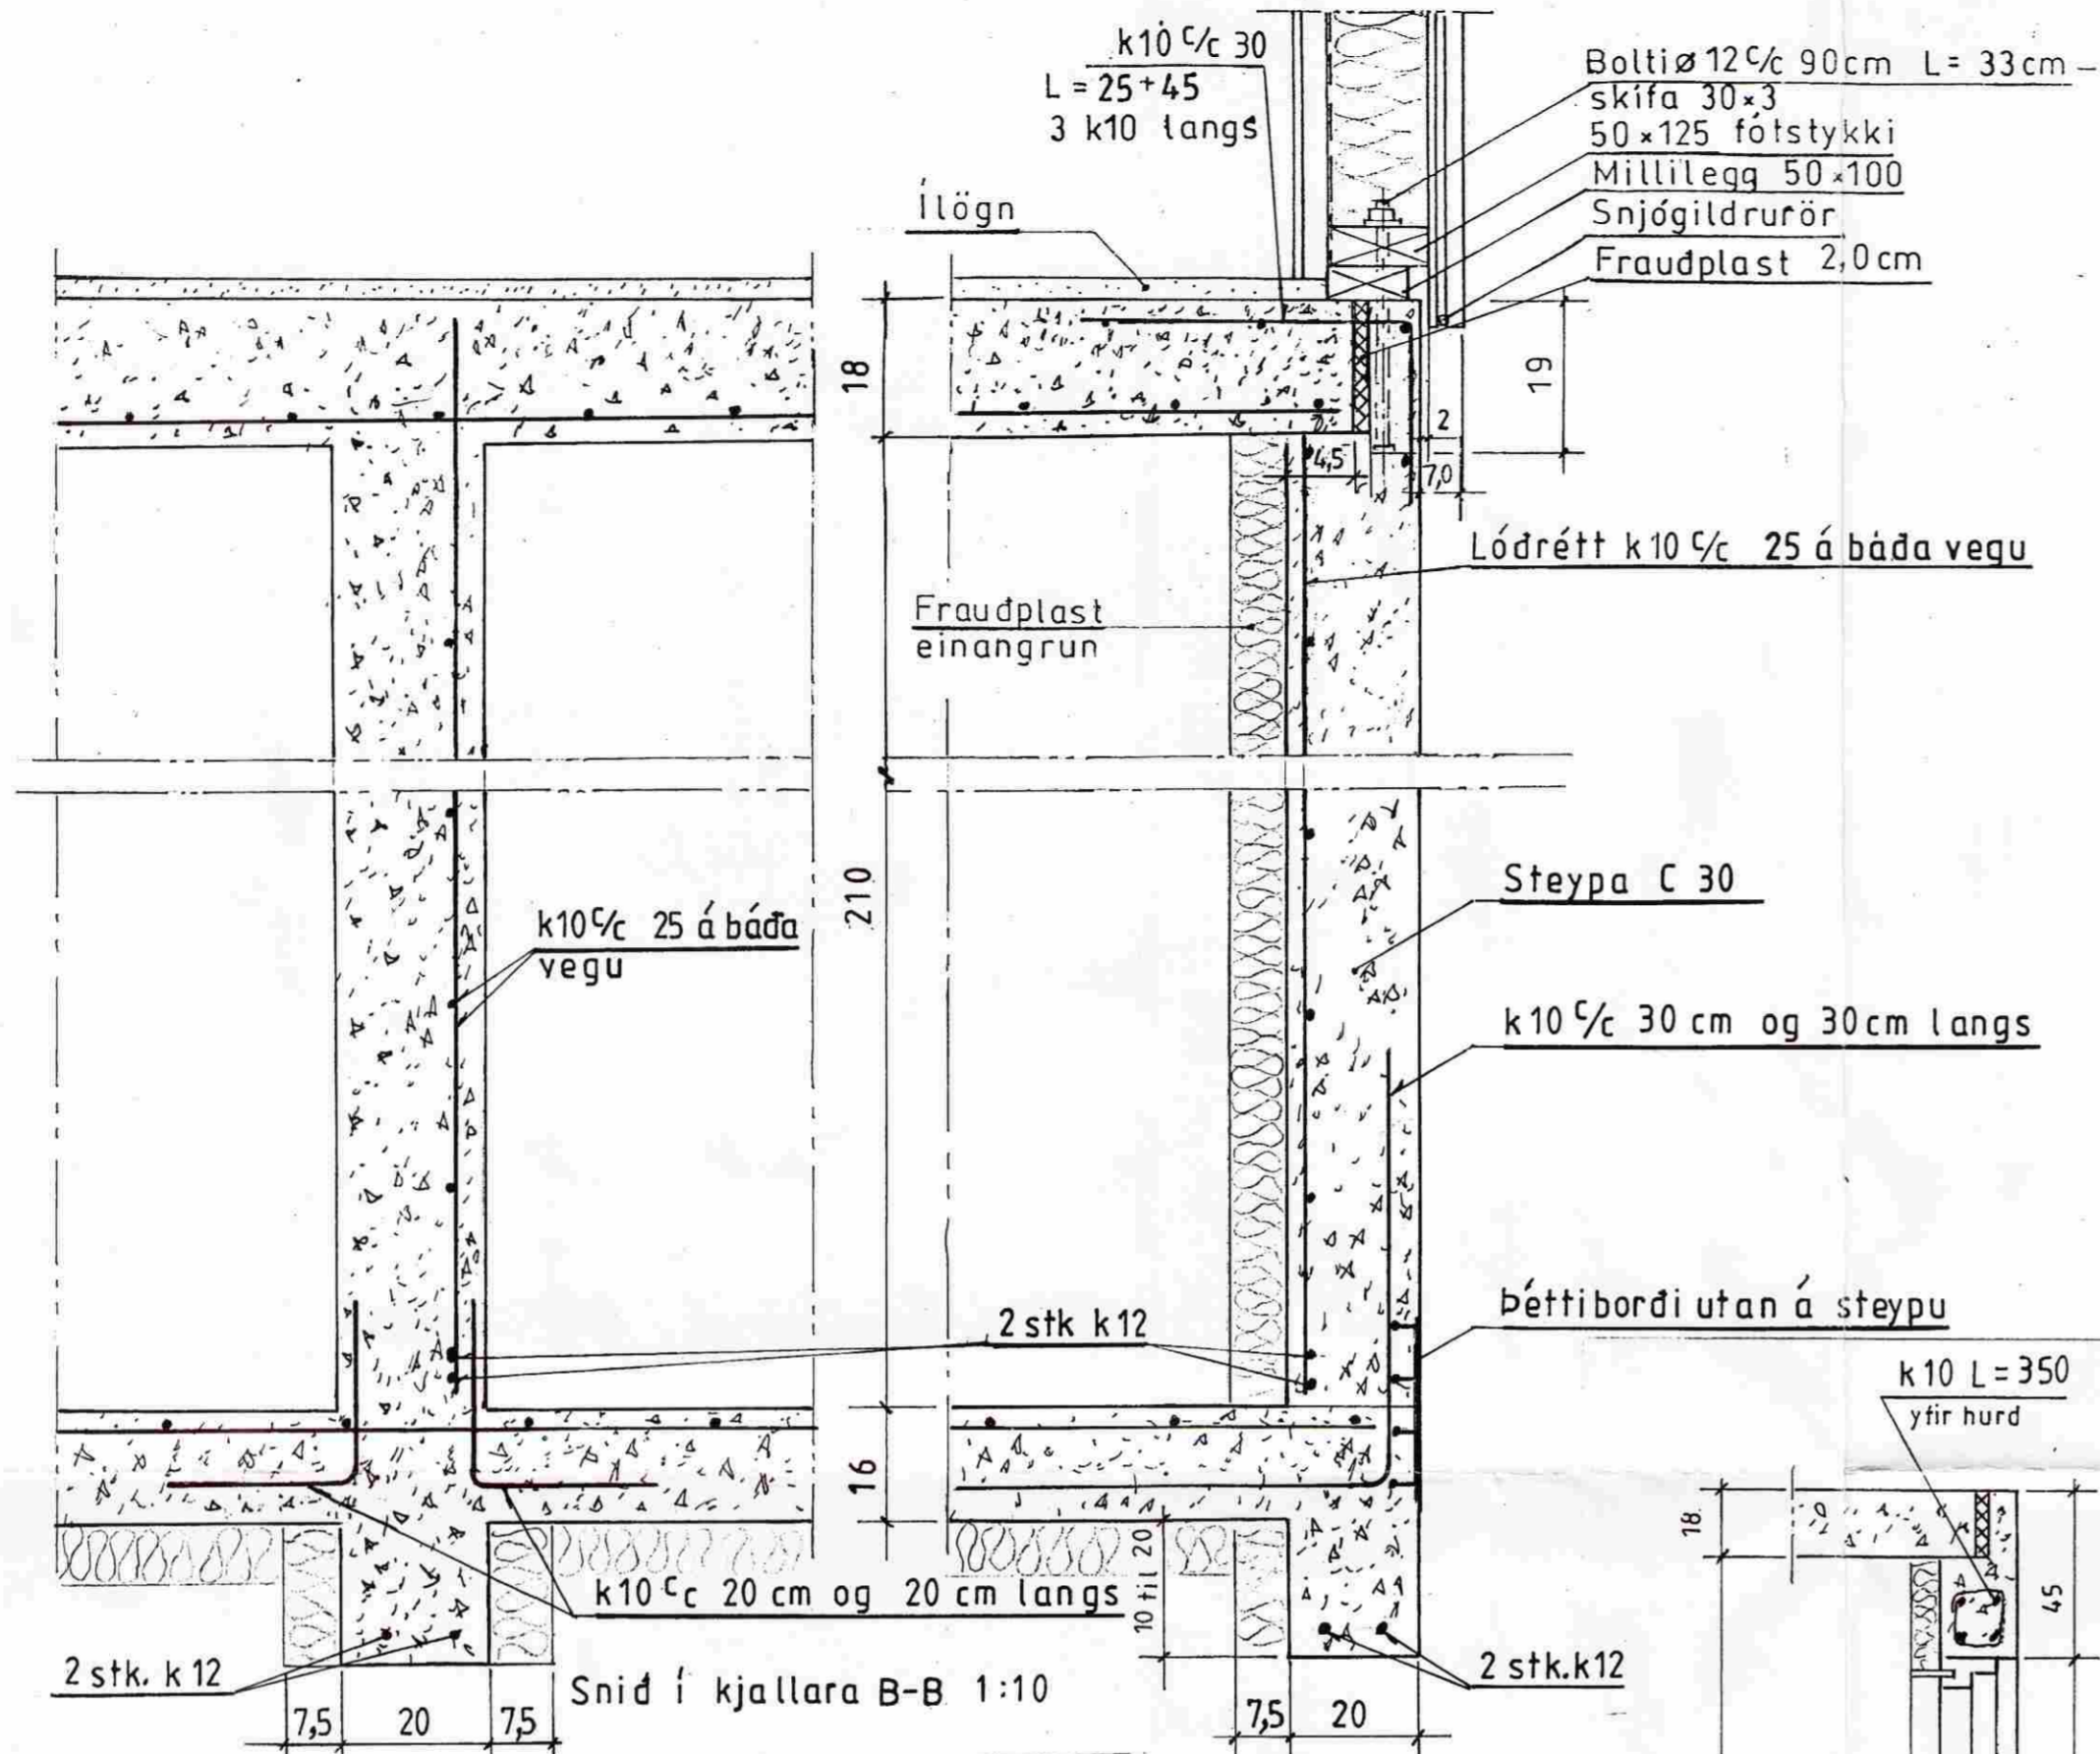 k10 c/c 30
L = 25+45
3 k10 langs
Boltiø 12 c/c 90cm L= 33cm -
skífa 30×3
50×125 fótstykki
Millilegg 50×100
Snjógildrurör
Frauðplast 2,0cm
Ílögn
18
19
2
4,5
7,0
Lóðrétt k10 c/c 25 á báða vegu
Frauðplast
einangrun
210
Steypa C 30
k10 c/c 25 á báða
vegu
k10 c/c 30 cm og 30cm langs
2 stk k12
Þéttiborði utan á steypu
k10 L=350
yfir hurð
16
18
45
10 til 20
k10 c/c 20 cm og 20 cm langs
2 stk. k12
2 stk. k12
Snið í kjallara B-B 1:10
7,5 20 7,5
7,5 20